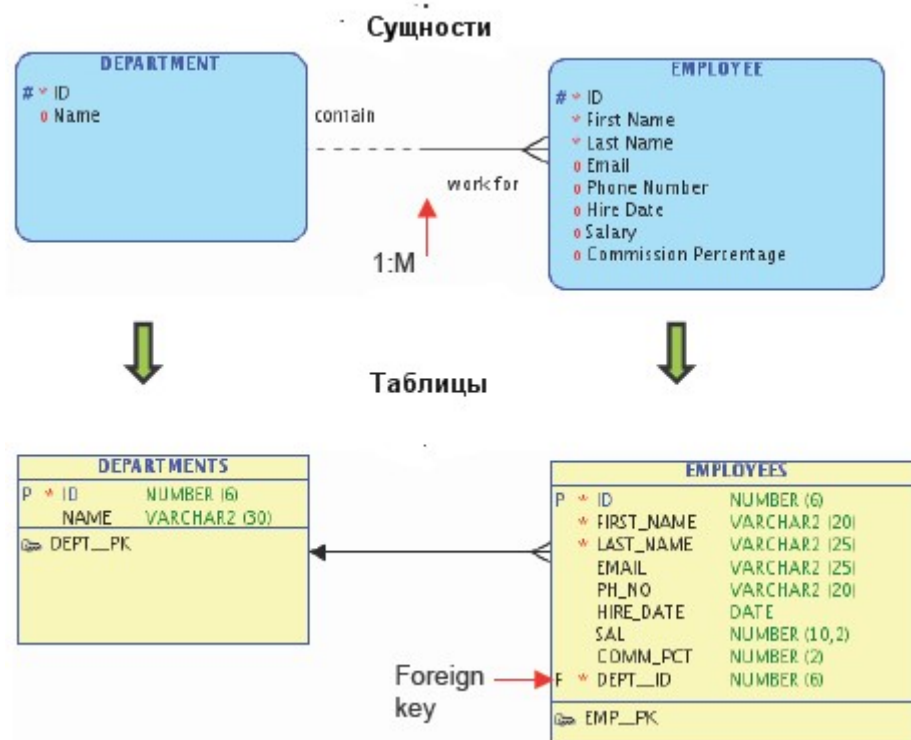 Сущности
DEPARTMENT
# * ID
o Name
contain
work for
1:M
EMPLOYEE
# * ID
* First Name
* Last Name
o Email
o Phone Number
o Hire Date
o Salary
o Commission Percentage
Таблицы
DEPARTMENTS
P * ID NUMBER (6)
NAME VARCHAR2 (30)
DEPT_PK
Foreign
key
EMPLOYEES
P * ID NUMBER (6)
* FIRST_NAME VARCHAR2 (20)
* LAST_NAME VARCHAR2 (25)
EMAIL VARCHAR2 (25)
PH_NO VARCHAR2 (20)
HIRE_DATE DATE
SAL NUMBER (10,2)
COMM_PCT NUMBER (2)
F * DEPT_ID NUMBER (6)
EMP_PK